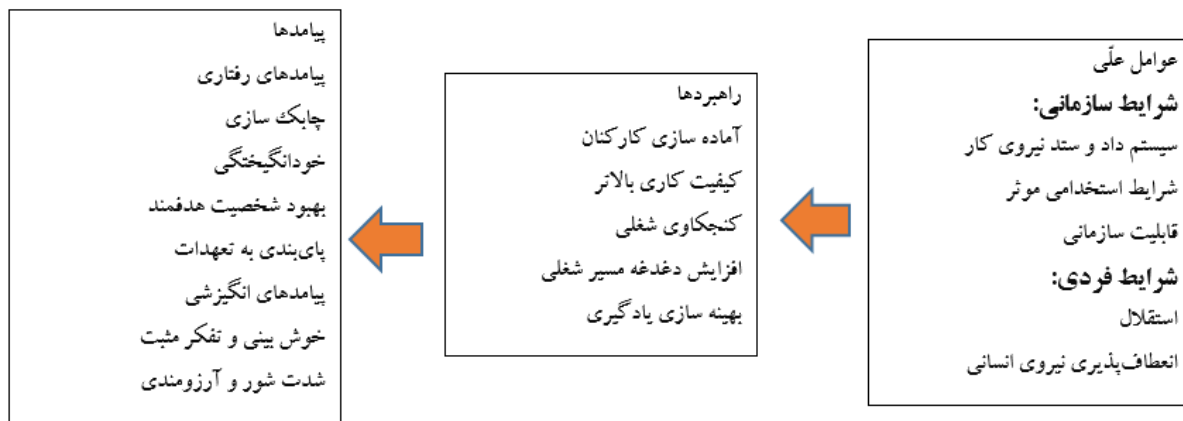 عوامل علّی
شرایط سازمانی:
سیستم داد و ستد نیروی کار
شرایط استخدامی موثر
قابلیت سازمانی
شرایط فردی:
استقلال
انعطاف‌پذیری نیروی انسانی
راهبردها
آماده سازی کارکنان
کیفیت کاری بالاتر
کنجکاوی شغلی
افزایش دغدغه مسیر شغلی
بهینه سازی یادگیری
پیامدها
پیامدهای رفتاری
چابک سازی
خودانگیختگی
بهبود شخصیت هدفمند
پای‌بندی به تعهدات
پیامدهای انگیزشی
خوش بینی و تفکر مثبت
شدت شور و آرزومندی